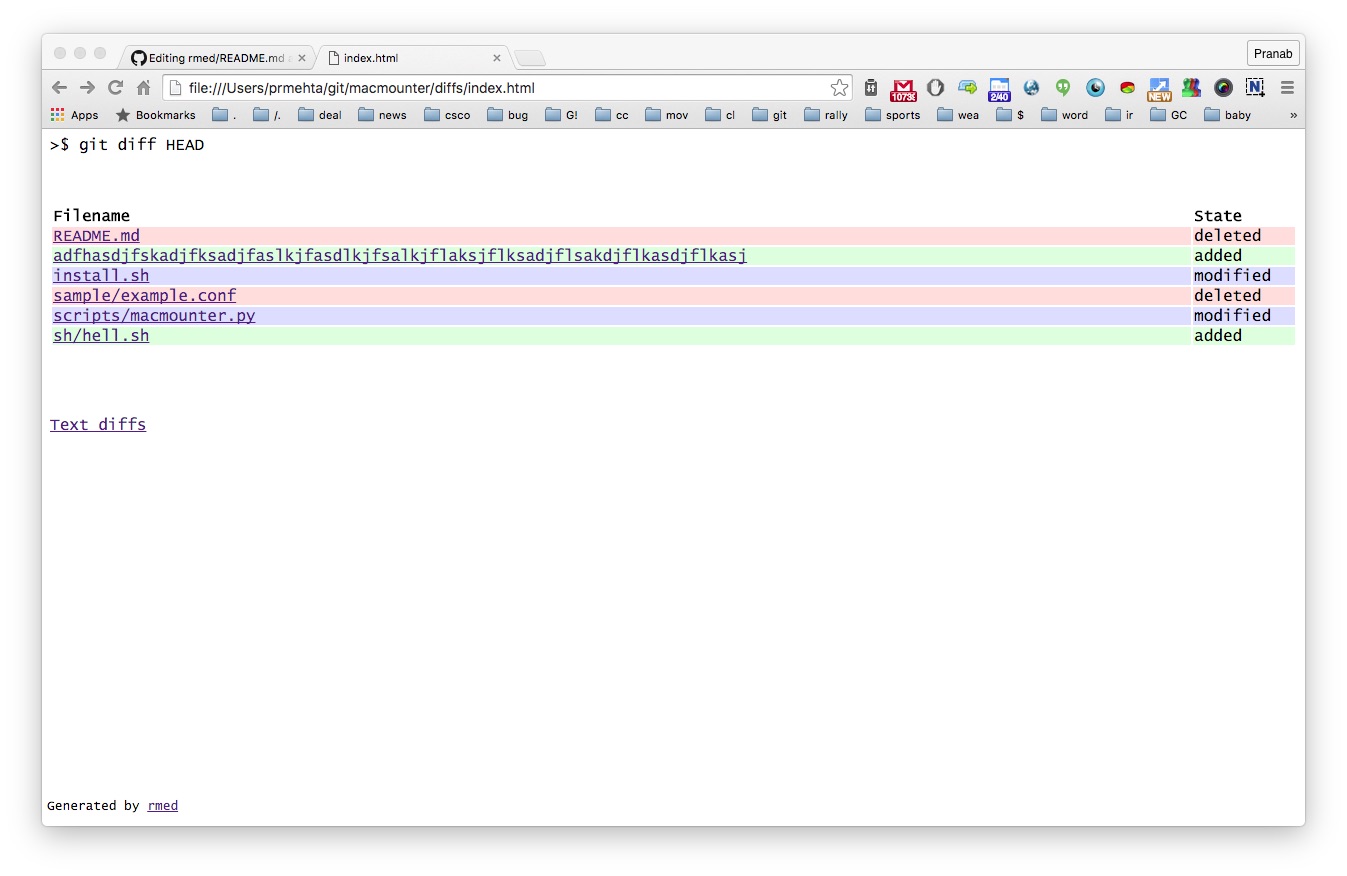 Editing rmed/README.md
index.html
Pranab
file:///Users/prmehta/git/macmounter/diffs/index.html
1073
240
NEW
N
Apps Bookmarks . /. deal news csco bug G! cc mov cl git rally sports wea $ word ir GC baby »
>$ git diff HEAD
Filename State
README.md deleted
adfhasdjfskadjfksadjfaslkjfasdlkjfsalkjflaksjflksadjflsakdjflkasdjflkasj added
install.sh modified
sample/example.conf deleted
scripts/macmounter.py modified
sh/hell.sh added
Text diffs
Generated by rmed